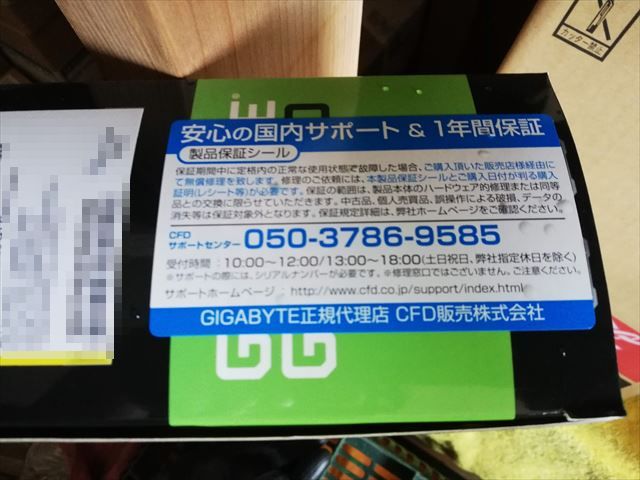 カッター禁止
安心の国内サポート & 1年間保証
製品保証シール
保証期間中に定格内の正常な使用状態で故障した場合、ご購入頂いた販売店様経由に
て無償修理を致します。修理のご依頼には、本製品保証シールとご購入日付が判る購入
証明(レシート等)が必要です。保証の範囲は、製品本体のハードウェア的修理または同等
品との交換に限らせていただきます。中古品、個人売買品、誤操作による破損、データの
消失等は保証対象外となります。保証規定詳細は、弊社ホームページをご確認ください。
CFD
サポートセンター 050-3786-9585
受付時間:10:00~12:00/13:00~18:00(土日祝日、弊社指定休日を除く)
※サポートの際には、シリアルナンバーが必要です。※修理窓口ではございません。ご注意ください。
サポートホームページ:http://www.cfd.co.jp/support/index.html
GIGABYTE正規代理店 CFD販売株式会社